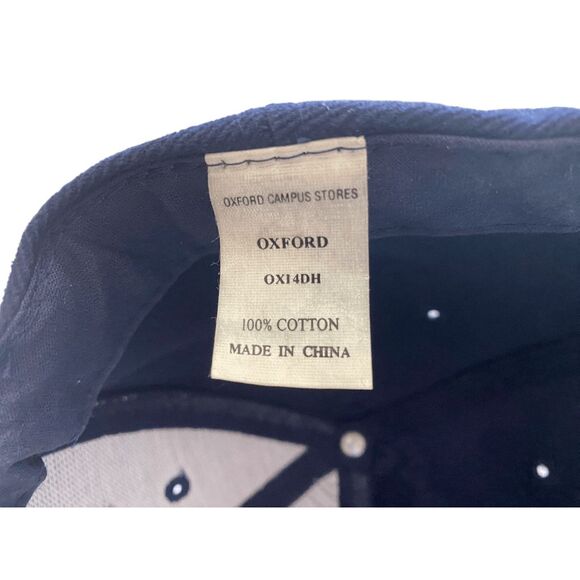 OXFORD CAMPUS STORES
OXFORD
OX14DH
100% COTTON
MADE IN CHINA